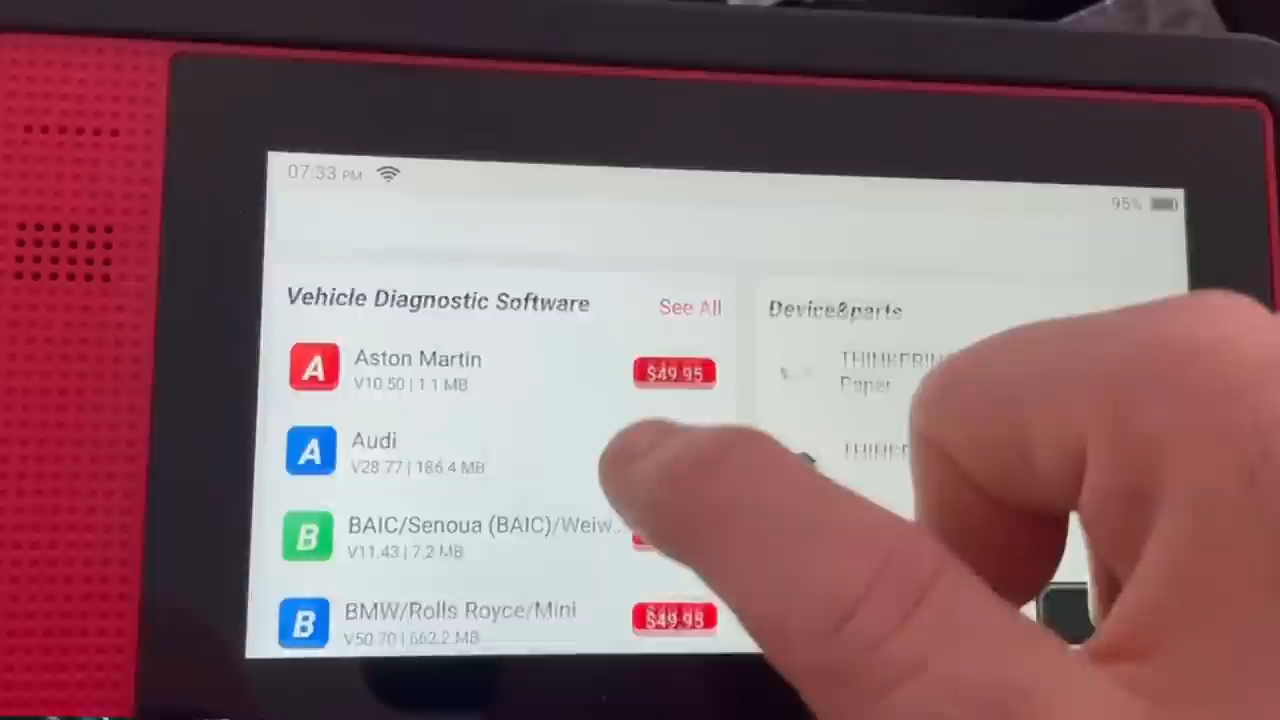 07:33 PM
95%
Vehicle Diagnostic Software
See All
A
Aston Martin
V10.50 | 1.1 MB
$49.95
A
Audi
V28.77 | 186.4 MB
B
BAIC/Senoua (BAIC)/Weiw...
V11.43 | 7.2 MB
B
BMW/Rolls Royce/Mini
V50.70 | 662.2 MB
$49.95
Device&parts
Paper